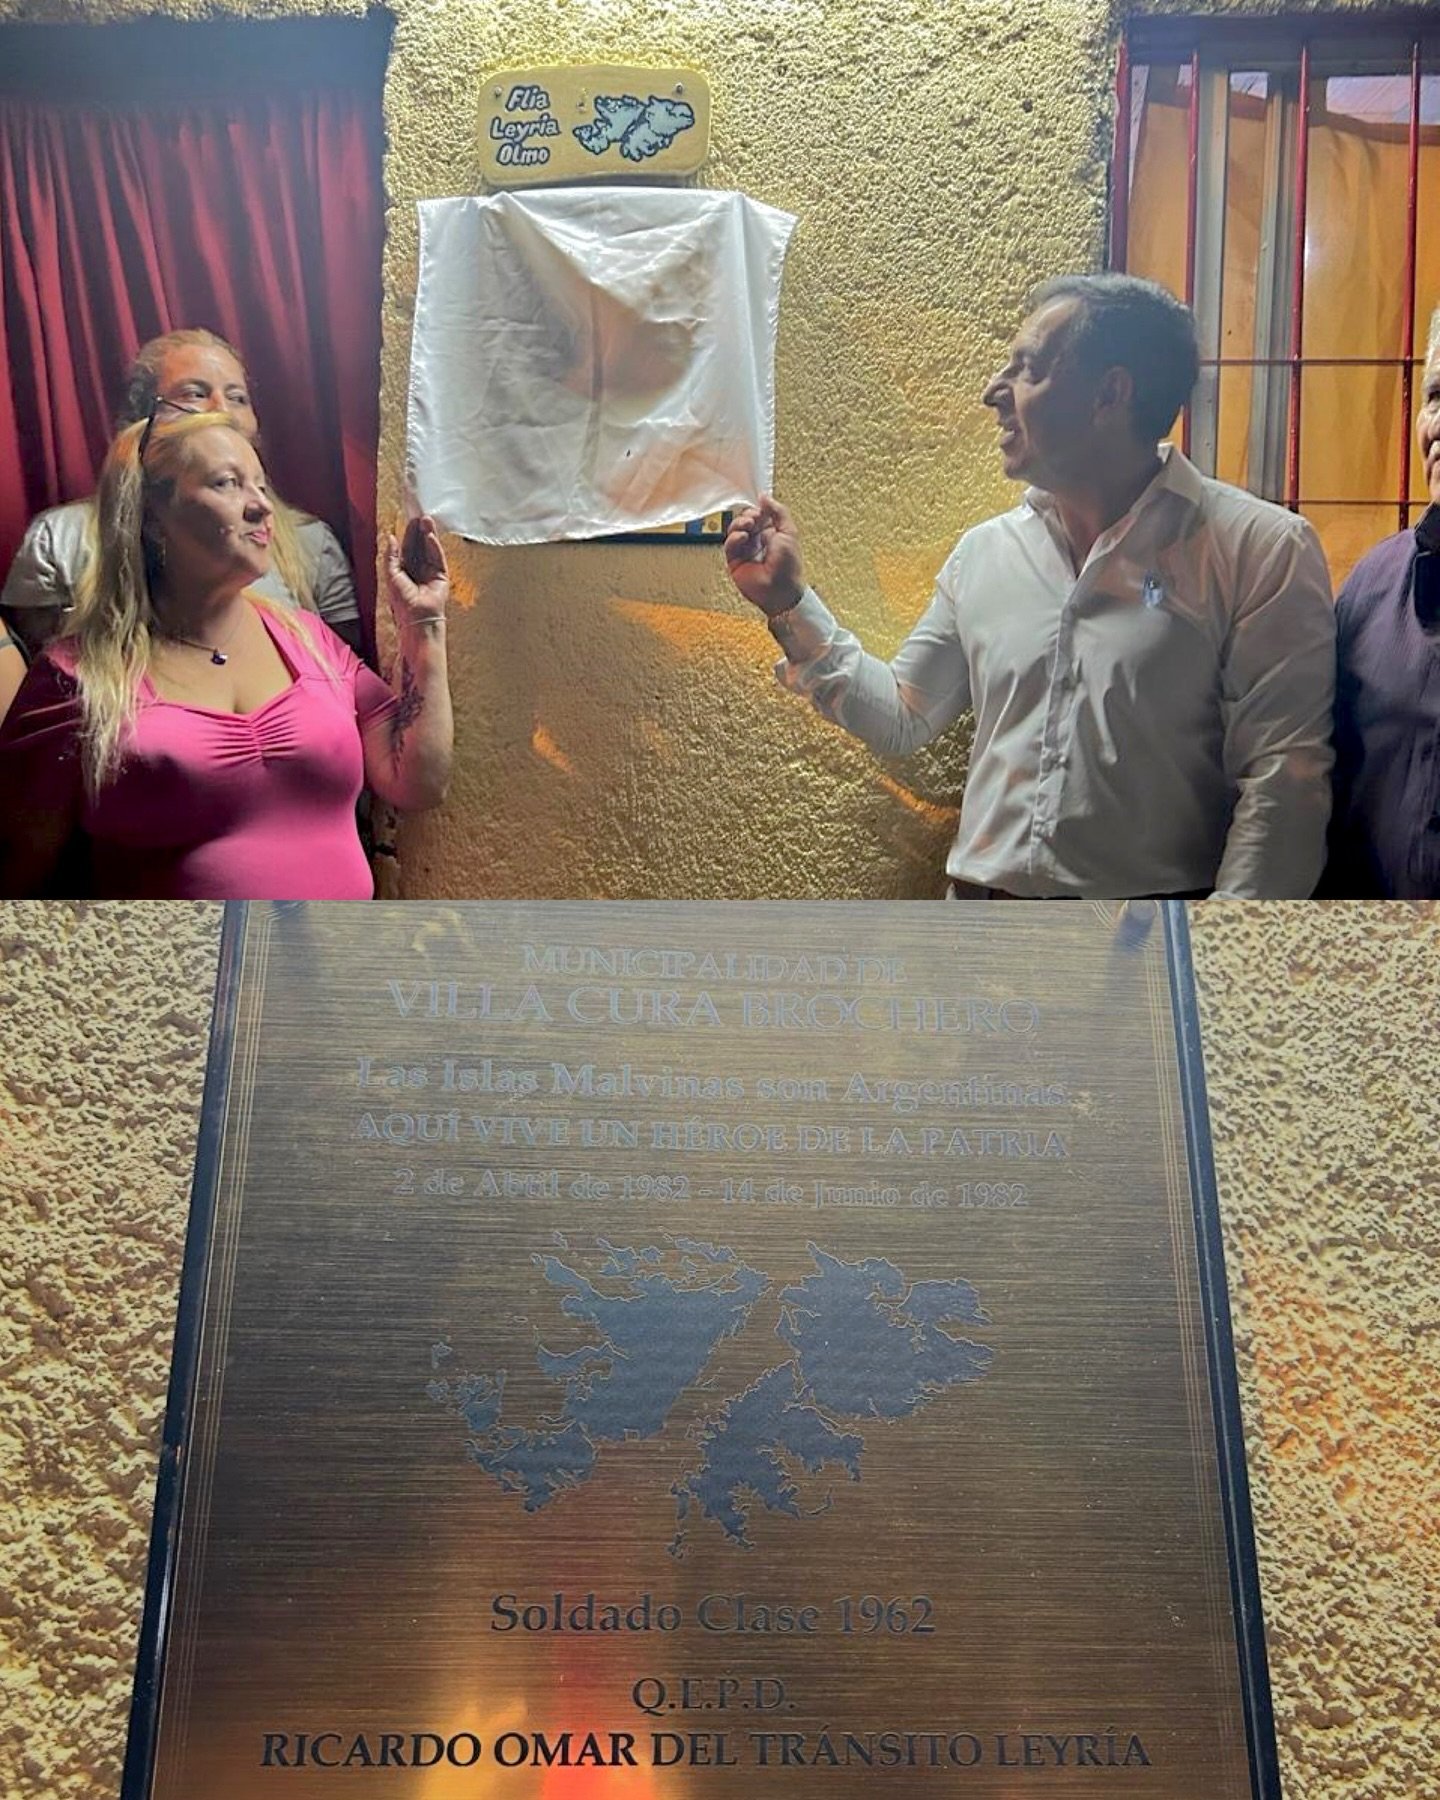 Flia
Leyría
Olmo
MUNICIPALIDAD DE
VILLA CURA BROCHERO
Las Islas Malvinas son Argentinas
AQUÍ VIVE UN HÉROE DE LA PATRIA
2 de Abril de 1982 - 14 de Junio de 1982
Soldado Clase 1962
Q.E.P.D.
RICARDO OMAR DEL TRÁNSITO LEYRÍA